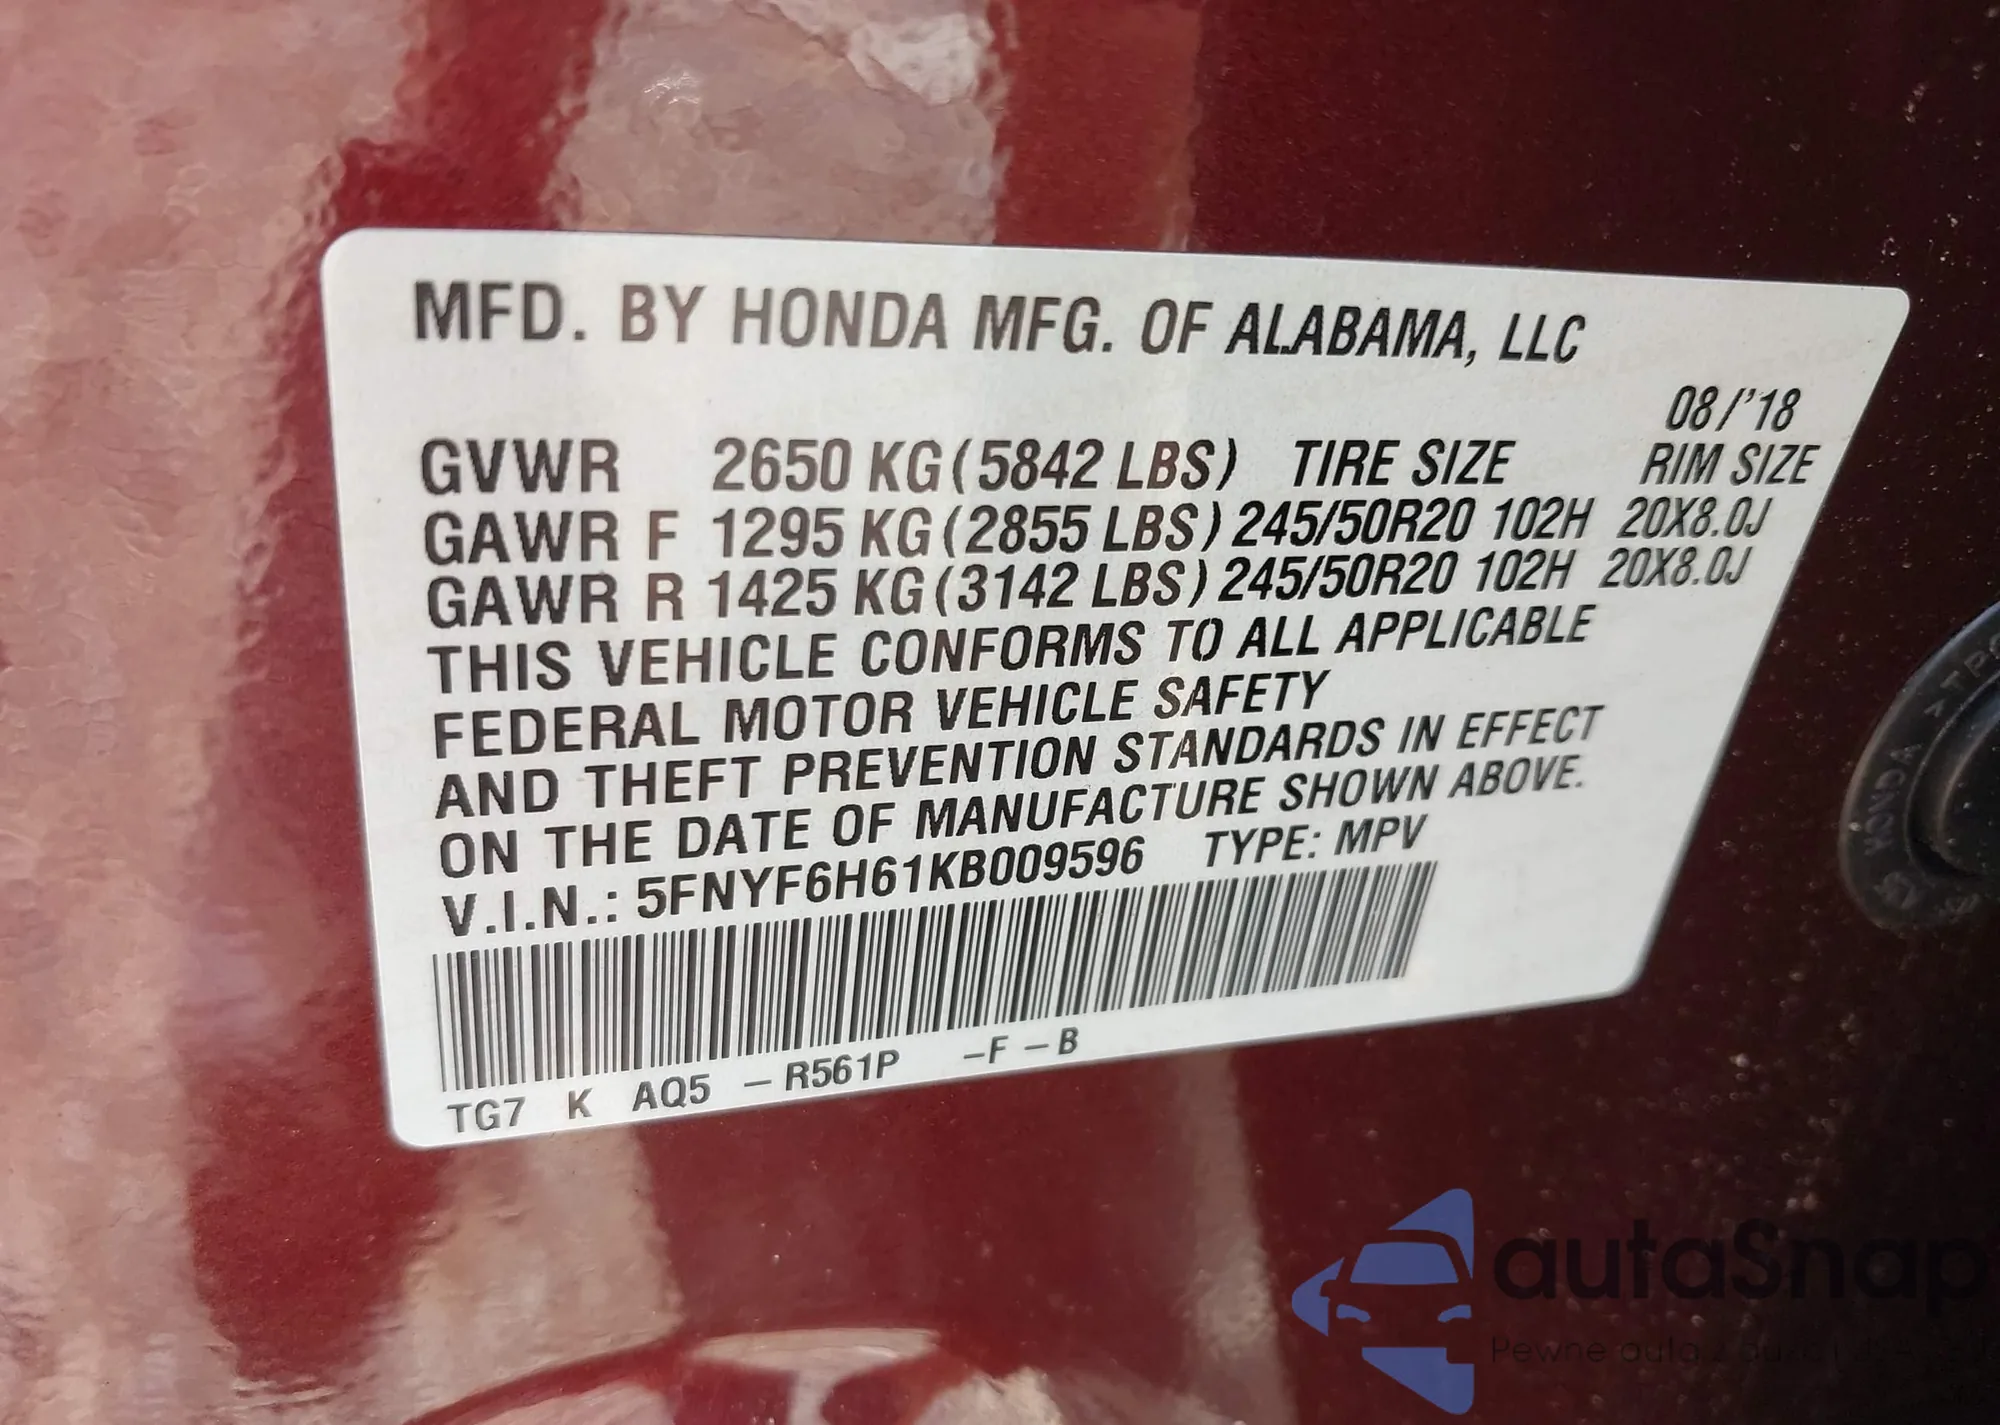 MFD. BY HONDA MFG. OF ALABAMA, LLC
08/'18
GVWR 2650 KG (5842 LBS) TIRE SIZE RIM SIZE
GAWR F 1295 KG (2855 LBS) 245/50R20 102H 20X8.0J
GAWR R 1425 KG (3142 LBS) 245/50R20 102H 20X8.0J
THIS VEHICLE CONFORMS TO ALL APPLICABLE
FEDERAL MOTOR VEHICLE SAFETY
AND THEFT PREVENTION STANDARDS IN EFFECT
ON THE DATE OF MANUFACTURE SHOWN ABOVE.
V.I.N.: 5FNYF6H61KB009596 TYPE: MPV
TG7 K AQ5 – R561P – F – B
HONDA
autaSnap
Pewne auta z